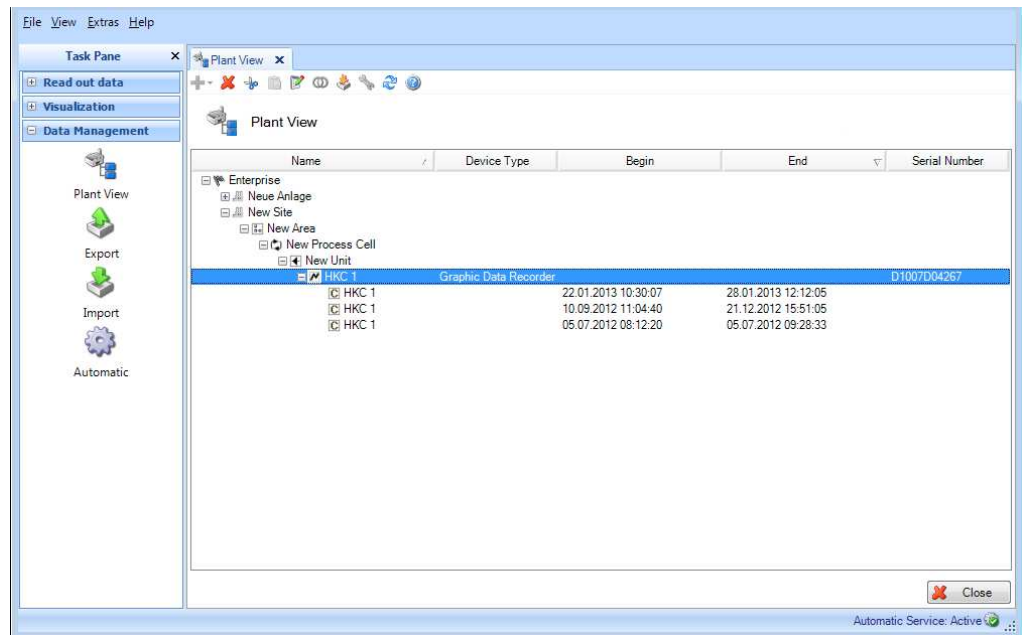 File View Extras Help
Task Pane
Read out data
Visualization
Data Management
Plant View
Export
Import
Automatic
Plant View
Plant View
Name Device Type Begin End Serial Number
Enterprise
Neue Anlage
New Site
New Area
New Process Cell
New Unit
HKC 1 Graphic Data Recorder D1007D04267
C HKC 1 22.01.2013 10:30:07 28.01.2013 12:12:05
C HKC 1 10.09.2012 11:04:40 21.12.2012 15:51:05
C HKC 1 05.07.2012 08:12:20 05.07.2012 09:28:33
Close
Automatic Service: Active